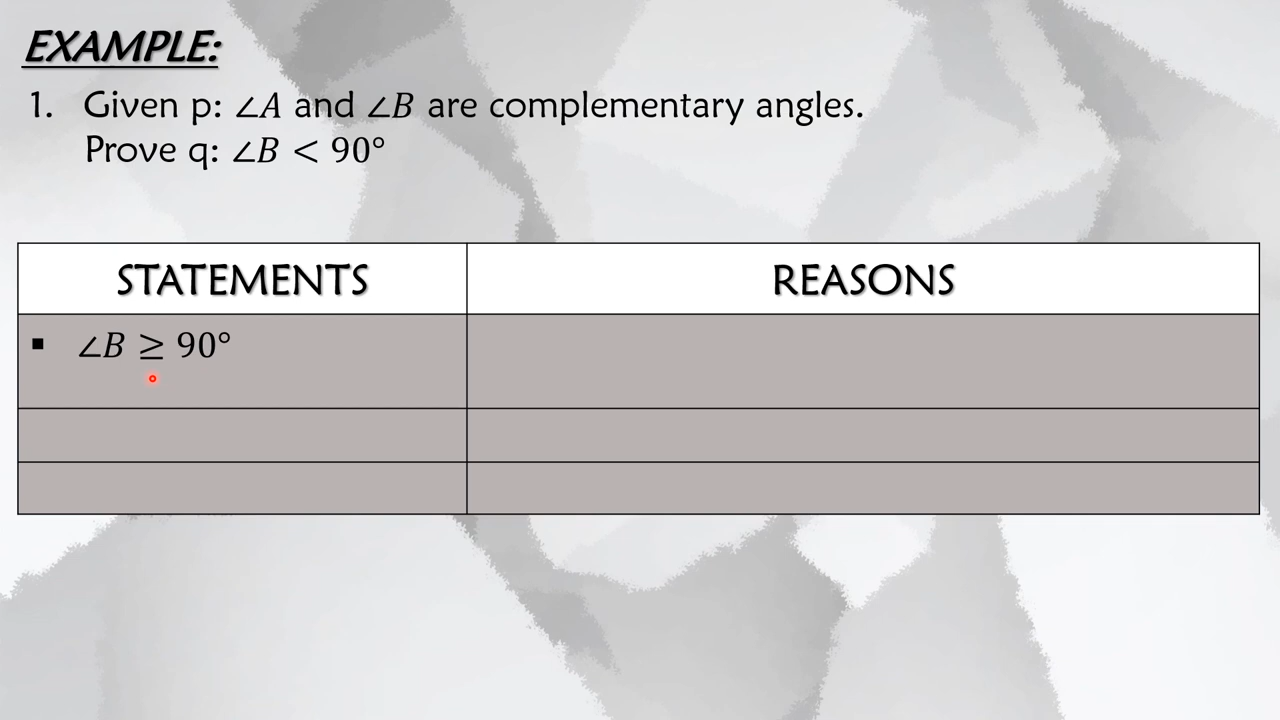 EXAMPLE:
1. Given p: ∠A and ∠B are complementary angles.
Prove q: ∠B < 90°
STATEMENTS
REASONS
▪ ∠B ≥ 90°